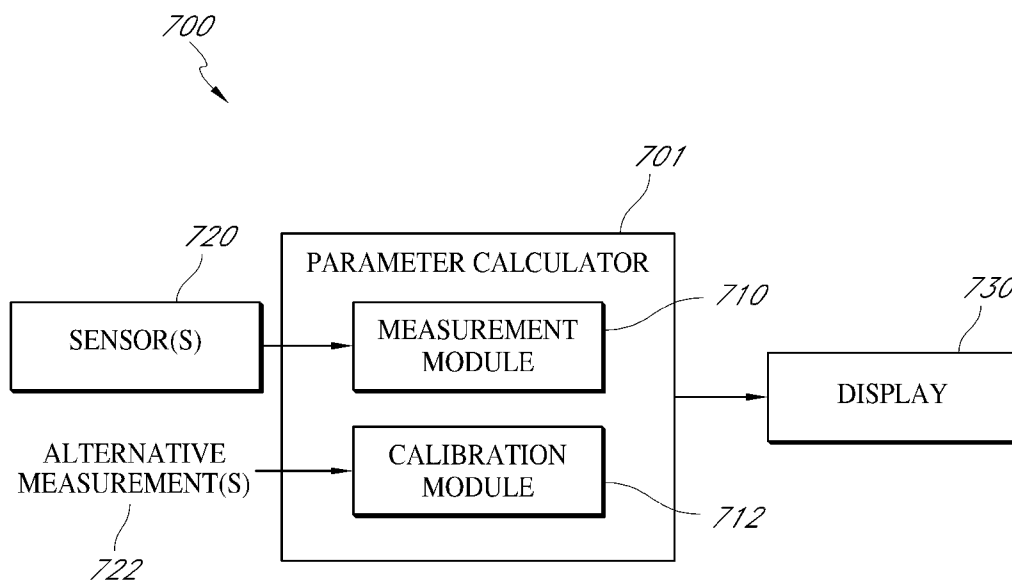 700
701
720
PARAMETER CALCULATOR
710
730
SENSOR(S)
MEASUREMENT
MODULE
DISPLAY
ALTERNATIVE
MEASUREMENT(S)
CALIBRATION
MODULE
712
722